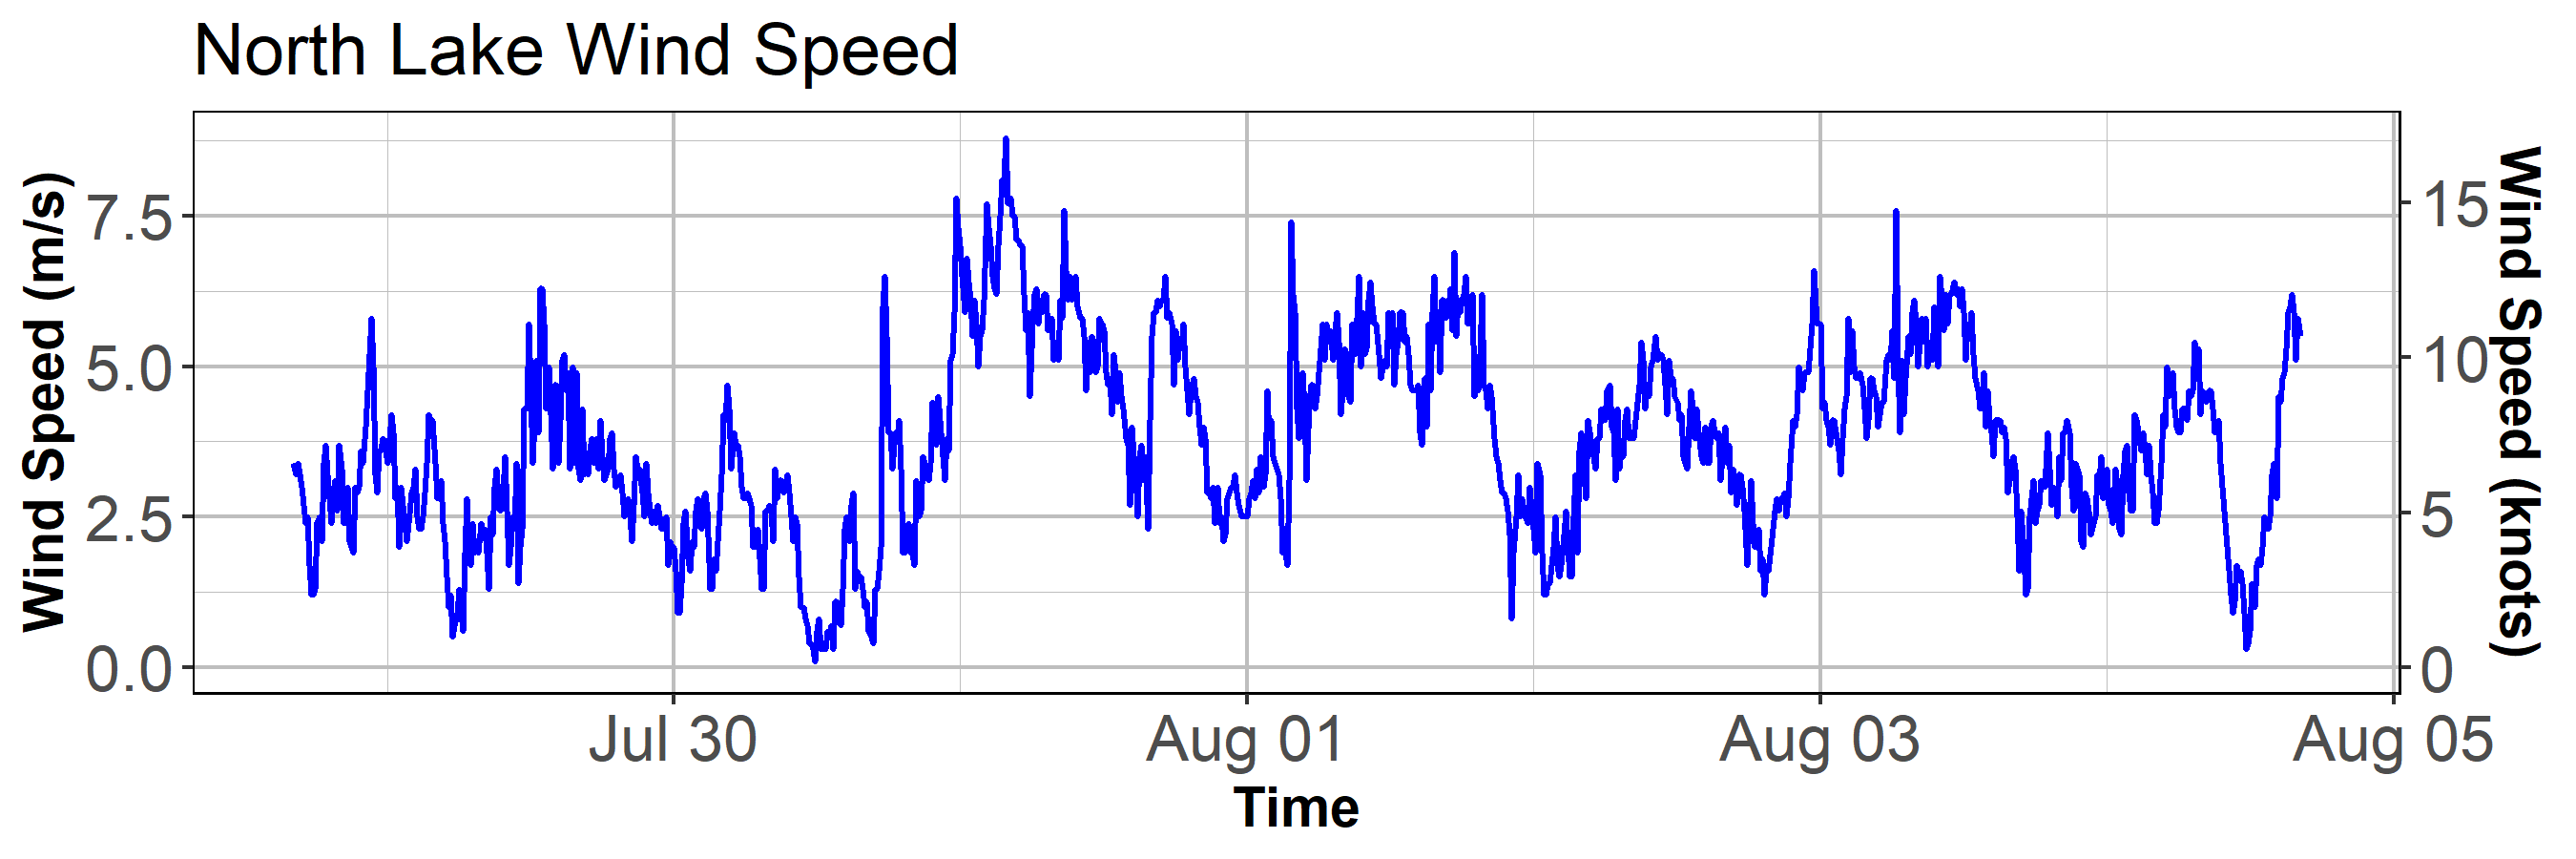 North Lake Wind Speed
Wind Speed (m/s)
7.5
5.0
2.5
0.0
15
10
5
0
Wind Speed (knots)
Jul 30 Aug 01 Aug 03 Aug 05
Time